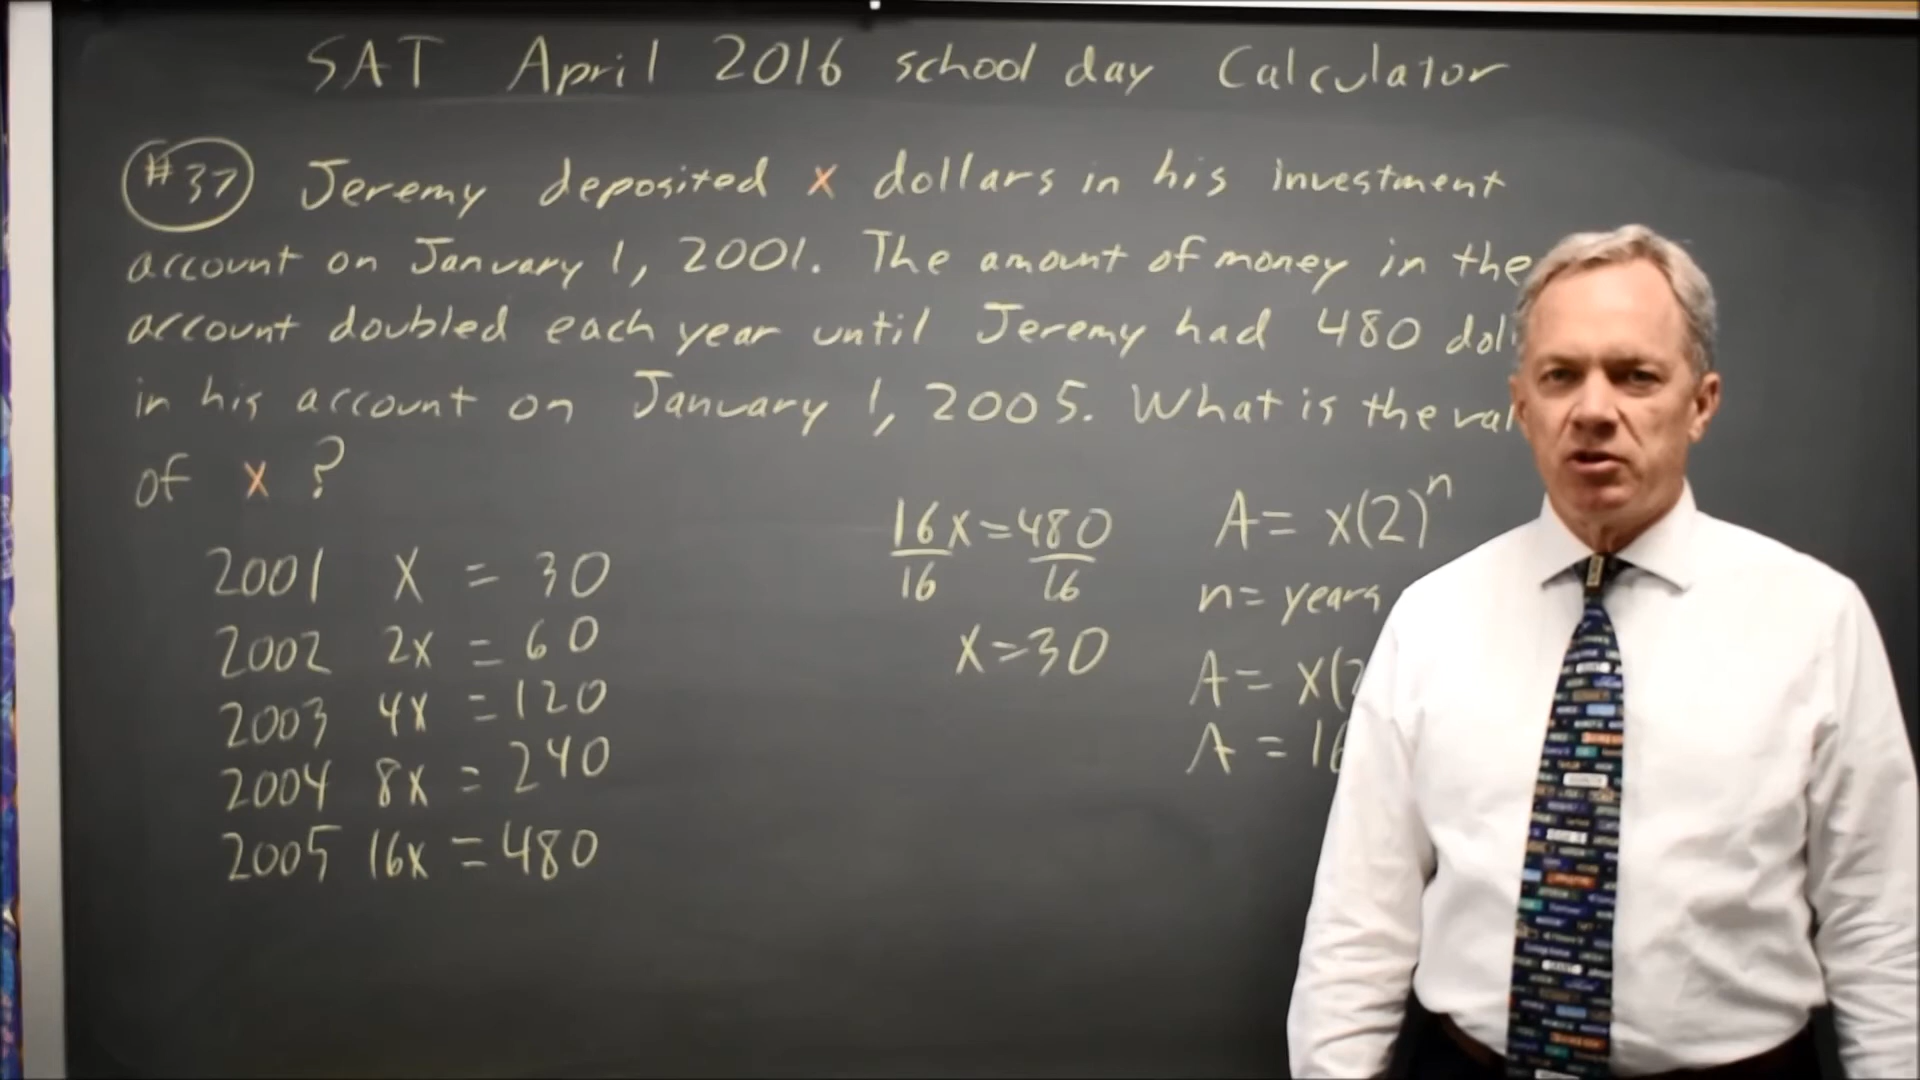 SAT April 2016 school day Calculator
#37 Jeremy deposited x dollars in his investment
account on January 1, 2001. The amount of money in the
account doubled each year until Jeremy had 480 dol
in his account on January 1, 2005. What is the val
of x ?
2001 x = 30
2002 2x = 60
2003 4x = 120
2004 8x = 240
2005 16x = 480
16x = 480
16 16
x = 30
A = x(2)^n
n = years
A = x(2
A = 16